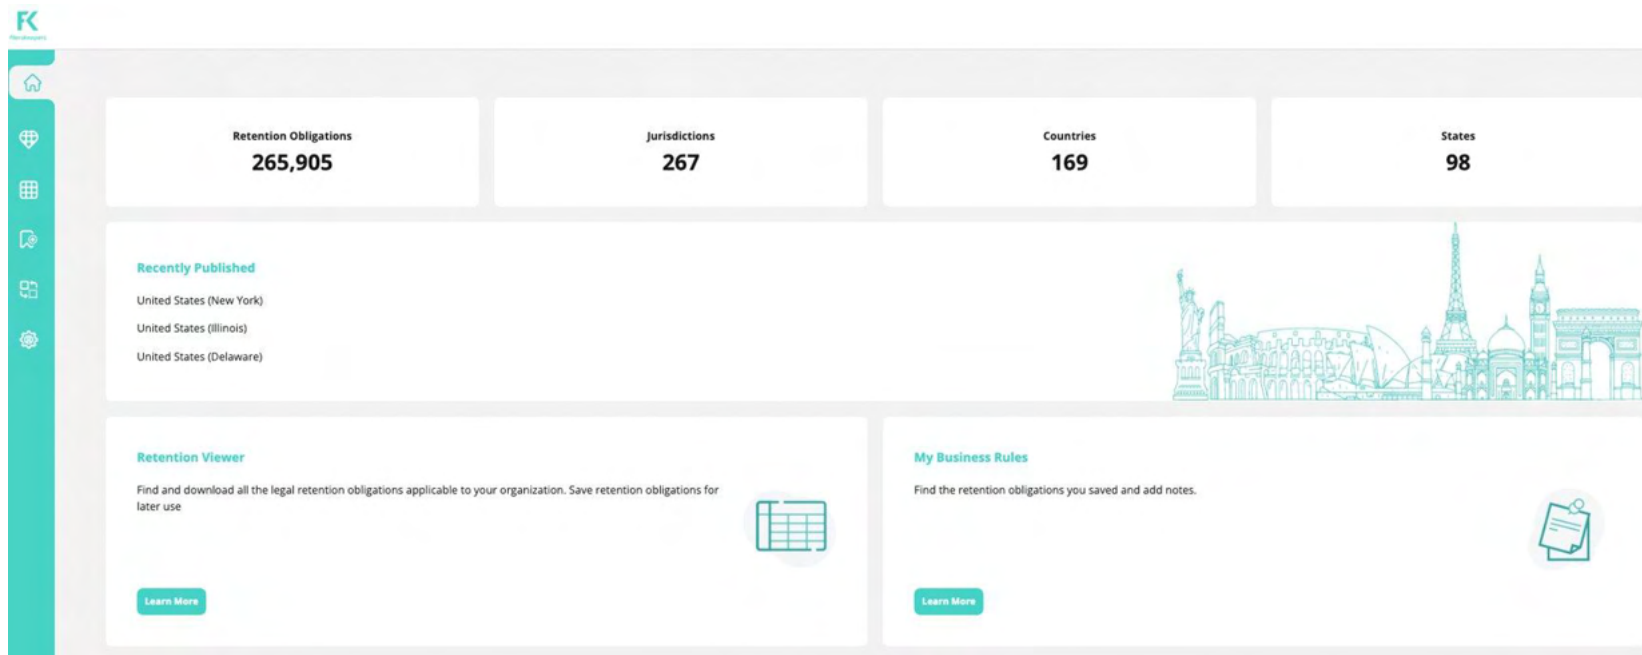 FK
filerskeepers
Retention Obligations
265,905
Jurisdictions
267
Countries
169
States
98
Recently Published
United States (New York)
United States (Illinois)
United States (Delaware)
Retention Viewer
Find and download all the legal retention obligations applicable to your organization. Save retention obligations for
later use
Learn More
My Business Rules
Find the retention obligations you saved and add notes.
Learn More